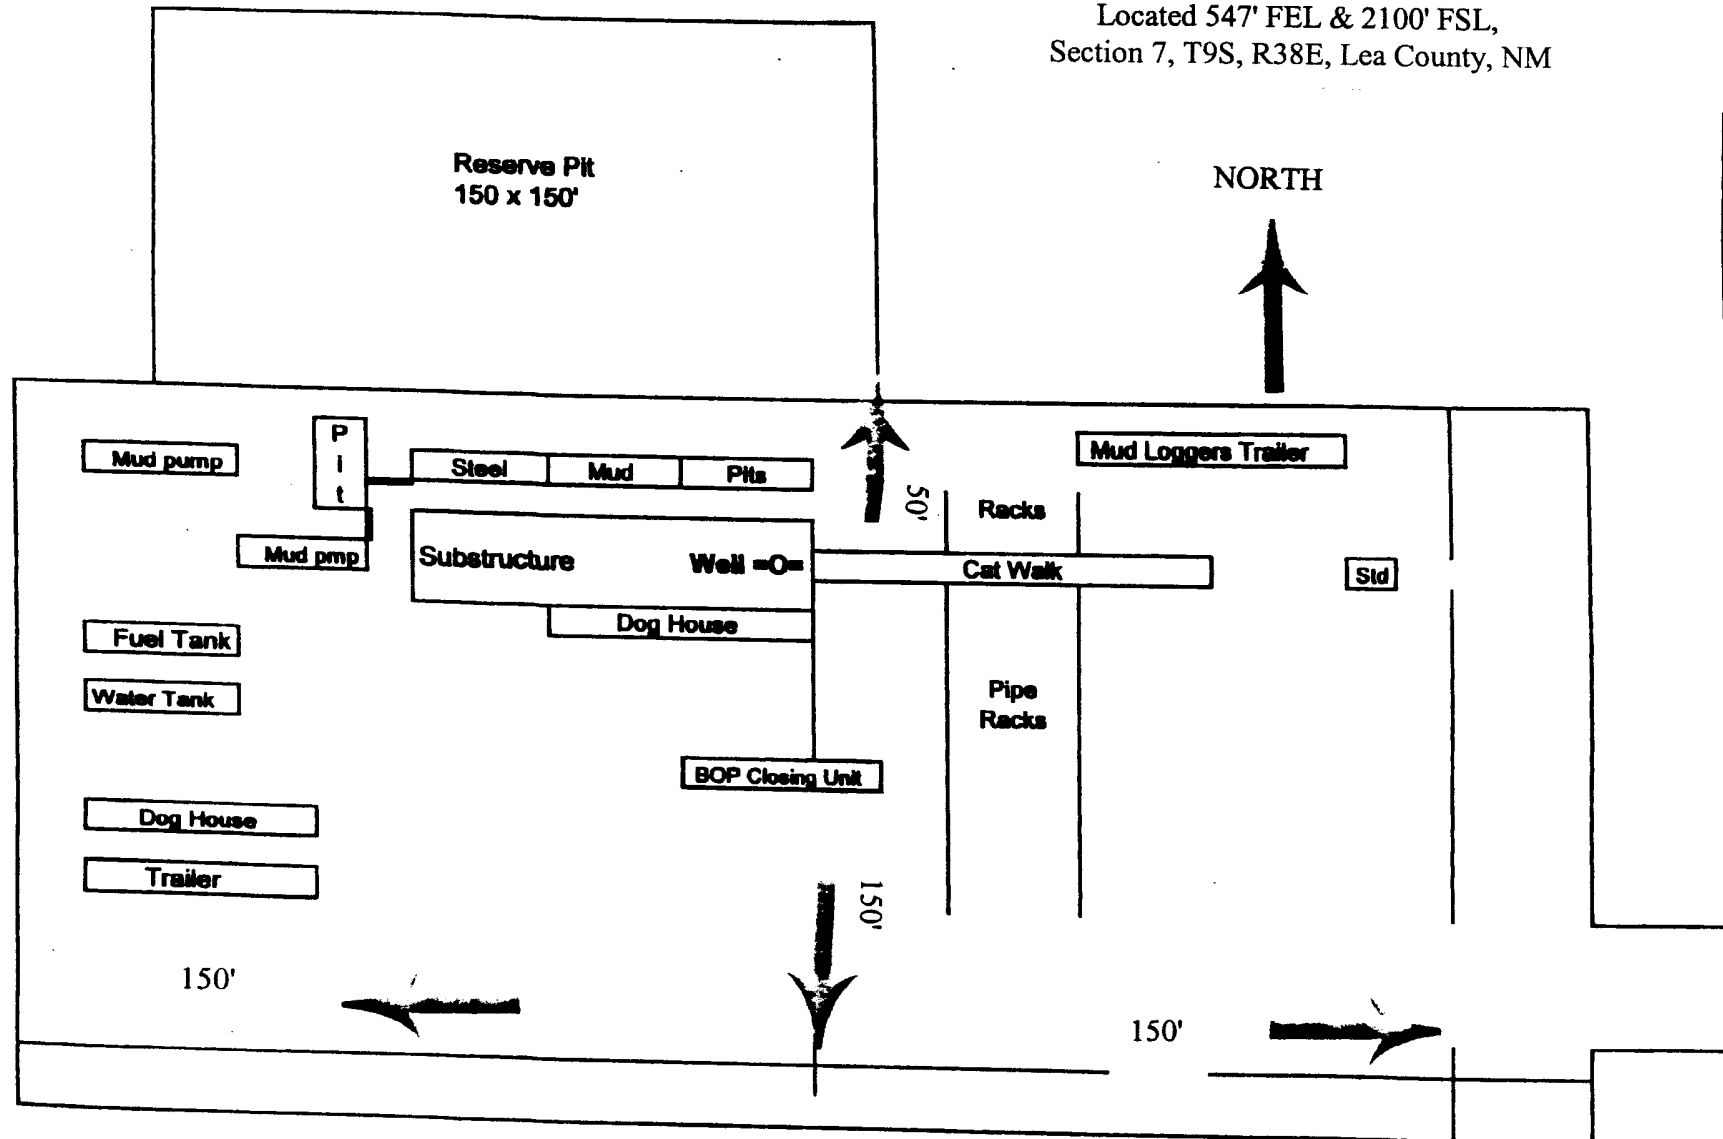 Located 547' FEL & 2100' FSL,
Section 7, T9S, R38E, Lea County, NM
Reserve Pit
150 x 150'
NORTH
Mud pump
P
i
t
Steel
Mud
Pits
Mud Loggers Trailer
50'
Racks
Mud pmp
Substructure
Well =O=
Cat Walk
Std
Dog House
Fuel Tank
Water Tank
Pipe
Racks
BOP Closing Unit
Dog House
Trailer
150'
150'
150'